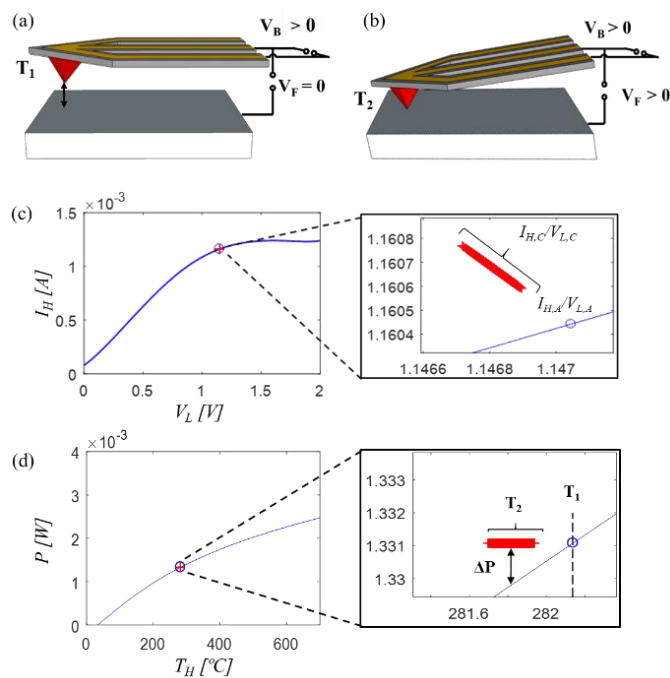 (a)
V_B > 0
T_1
V_F = 0
(b)
V_B > 0
T_2
V_F > 0
(c)
×10^-3
1.5
1
0.5
0
I_H [A]
0 0.5 1 1.5 2
V_L [V]
1.1608
1.1607
1.1606
1.1605
1.1604
I_H,C/V_L,C
I_H,A/V_L,A
1.1466 1.1468 1.147
(d)
×10^-3
4
3
2
1
0
P [W]
0 200 400 600
T_H [ºC]
1.333
1.332
1.331
1.33
T_2
T_1
ΔP
281.6 282